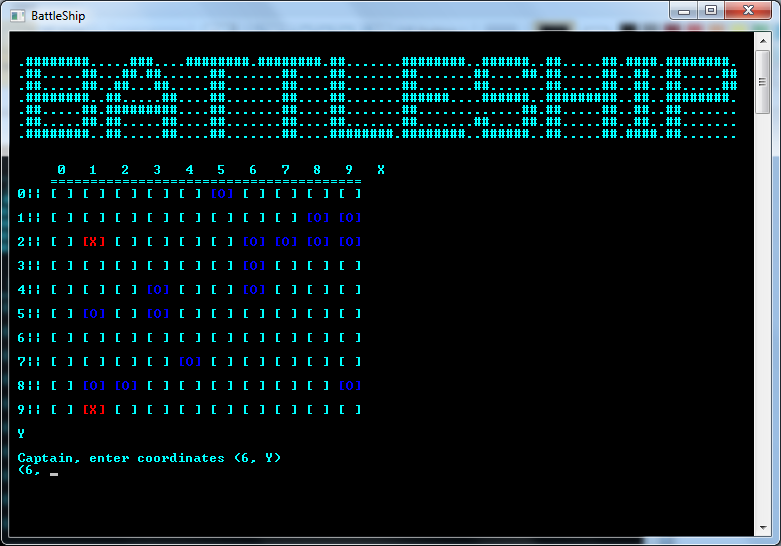 BattleShip
BATTLESHIP
0 1 2 3 4 5 6 7 8 9 X
===================================
0|| [ ] [ ] [ ] [ ] [ ] [O] [ ] [ ] [ ] [ ]
1|| [ ] [ ] [ ] [ ] [ ] [ ] [ ] [ ] [O] [O]
2|| [ ] [X] [ ] [ ] [ ] [ ] [O] [O] [O] [O]
3|| [ ] [ ] [ ] [ ] [ ] [ ] [O] [ ] [ ] [ ]
4|| [ ] [ ] [ ] [O] [ ] [ ] [O] [ ] [ ] [ ]
5|| [ ] [O] [ ] [O] [ ] [ ] [ ] [ ] [ ] [ ]
6|| [ ] [ ] [ ] [ ] [ ] [ ] [ ] [ ] [ ] [ ]
7|| [ ] [ ] [ ] [ ] [O] [ ] [ ] [ ] [ ] [ ]
8|| [ ] [O] [O] [ ] [ ] [ ] [ ] [ ] [ ] [O]
9|| [ ] [X] [ ] [ ] [ ] [ ] [ ] [ ] [ ] [ ]
Y
Captain, enter coordinates (6, Y)
(6, _